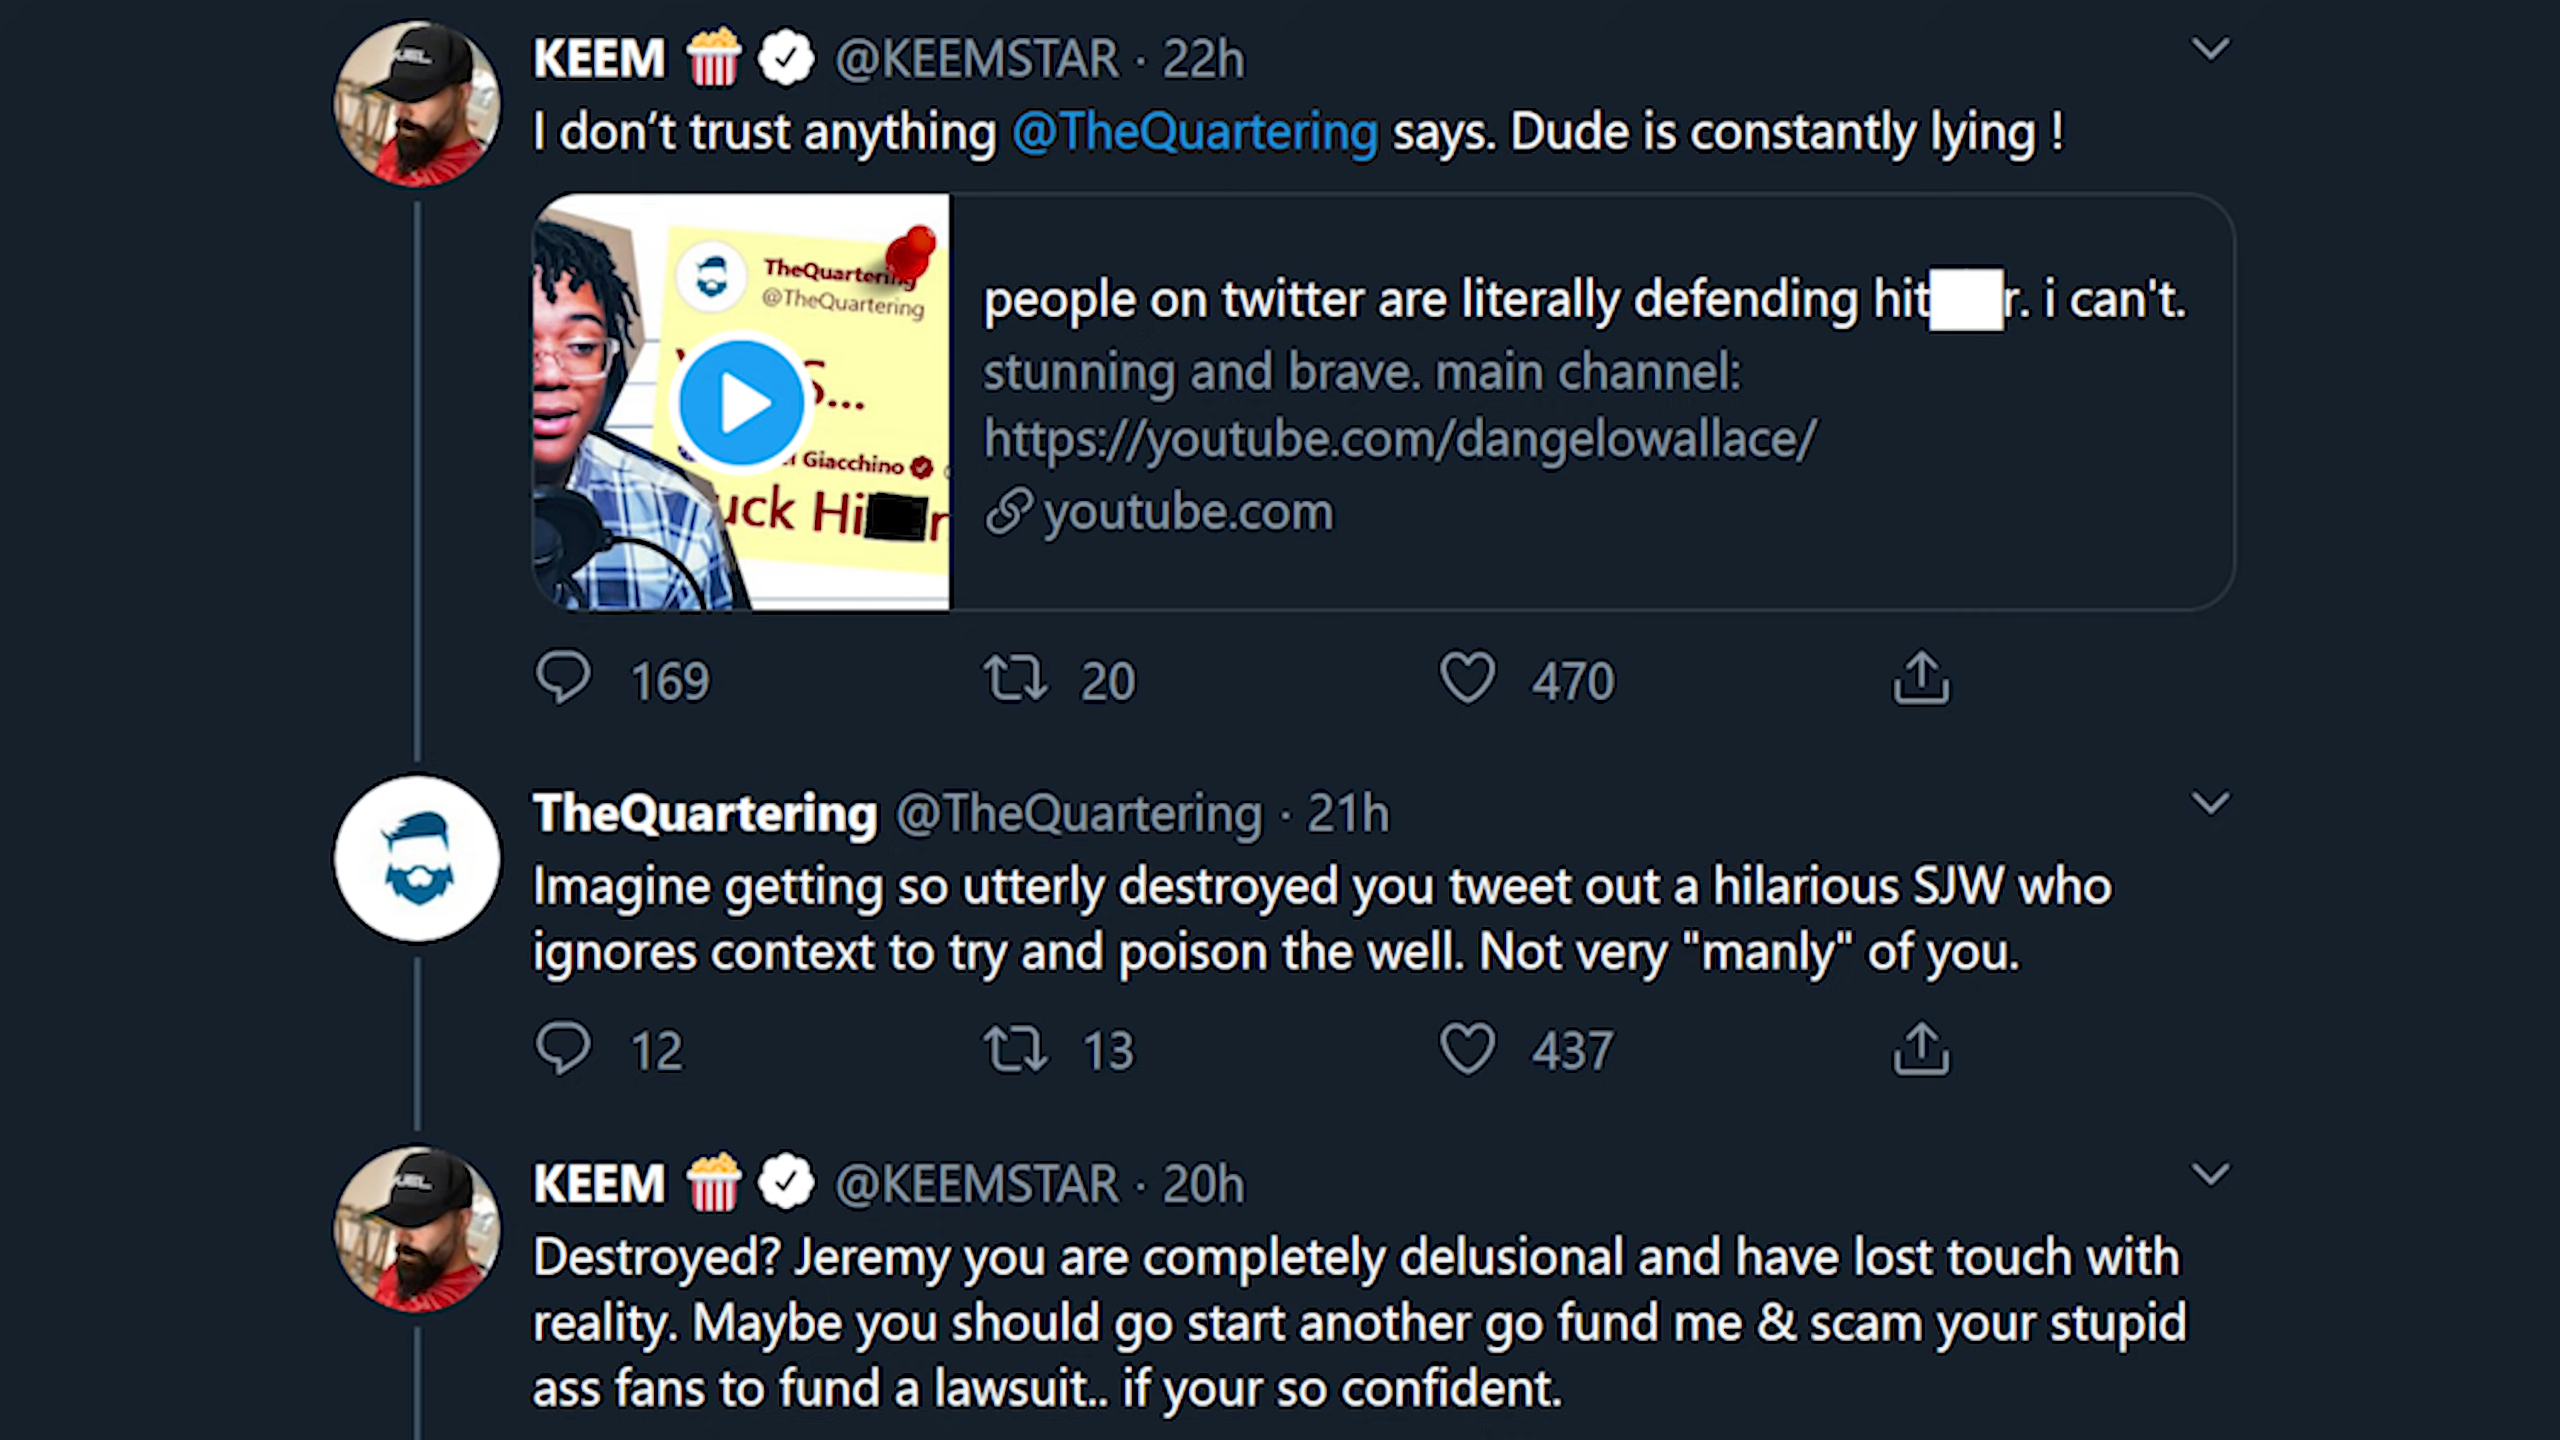 KEEM 🍿 @KEEMSTAR · 22h
I don’t trust anything @TheQuartering says. Dude is constantly lying !
TheQuartering
@TheQuartering
S...
Giacchino
uck Hi r
people on twitter are literally defending hit r. i can't.
stunning and brave. main channel:
https://youtube.com/dangelowallace/
youtube.com
169 20 470
TheQuartering @TheQuartering · 21h
Imagine getting so utterly destroyed you tweet out a hilarious SJW who
ignores context to try and poison the well. Not very "manly" of you.
12 13 437
KEEM 🍿 @KEEMSTAR · 20h
Destroyed? Jeremy you are completely delusional and have lost touch with
reality. Maybe you should go start another go fund me & scam your stupid
ass fans to fund a lawsuit.. if your so confident.